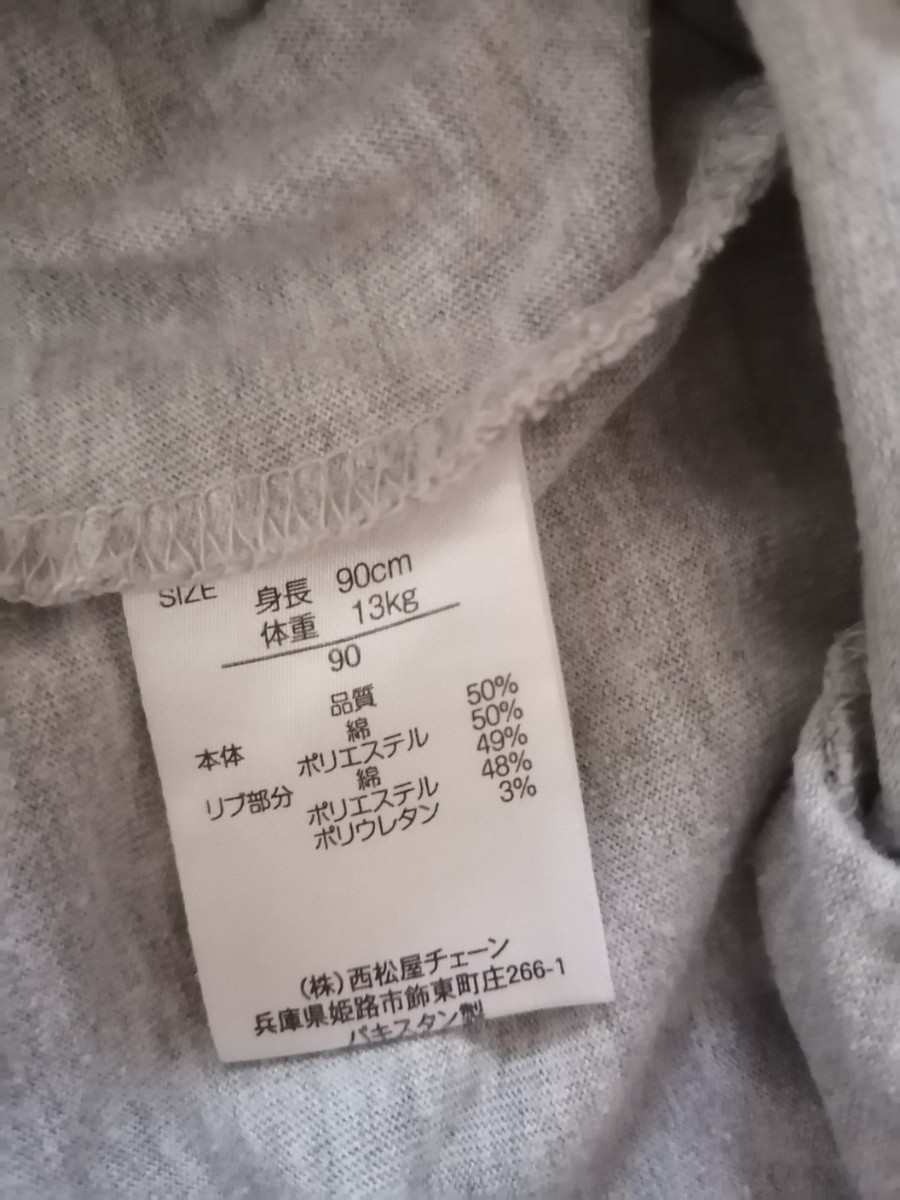 SIZE 身長 90cm
体重 13kg
90
品質
本体 綿 50%
ポリエステル 50%
リブ部分 綿 49%
ポリエステル 48%
ポリウレタン 3%
(株)西松屋チェーン
兵庫県姫路市飾東町庄266-1
パキスタン製